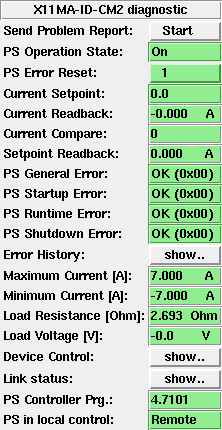 X11MA-ID-CM2 diagnostic
Send Problem Report: Start
PS Operation State: On
PS Error Reset: 1
Current Setpoint: 0.0
Current Readback: -0.000 A
Current Compare: 0
Setpoint Readback: 0.000 A
PS General Error: OK (0x00)
PS Startup Error: OK (0x00)
PS Runtime Error: OK (0x00)
PS Shutdown Error: OK (0x00)
Error History: show..
Maximum Current [A]: 7.000 A
Minimum Current [A]: -7.000 A
Load Resistance [Ohm]: 2.693 Ohm
Load Voltage [V]: -0.0 V
Device Control: show..
Link status: show..
PS Controller Prg.: 4.7101
PS in local control: Remote